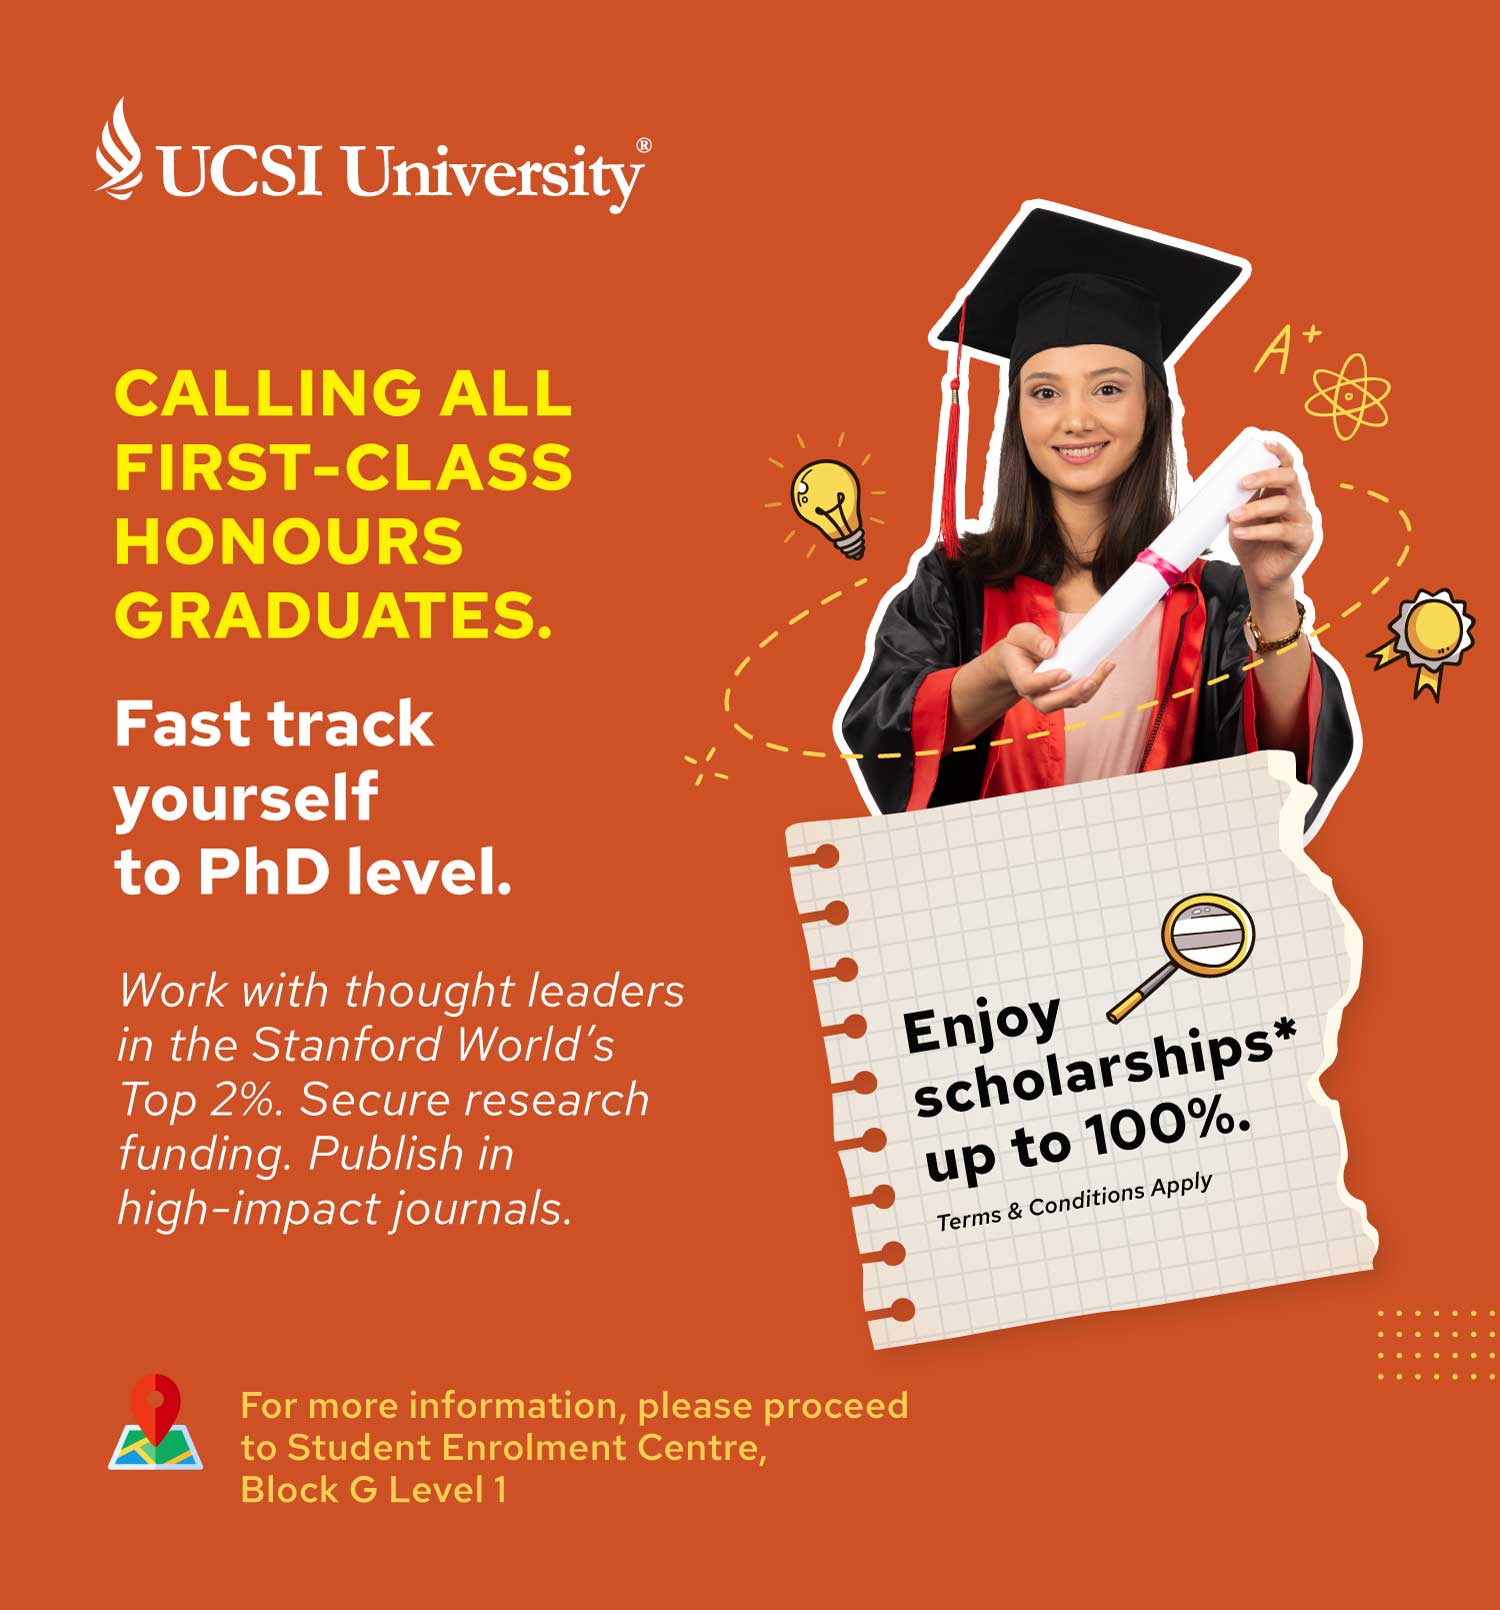 UCSI University®
CALLING ALL
FIRST-CLASS
HONOURS
GRADUATES.
Fast track
yourself
to PhD level.
Work with thought leaders
in the Stanford World’s
Top 2%. Secure research
funding. Publish in
high-impact journals.
A+
Enjoy
scholarships*
up to 100%.
Terms & Conditions Apply
For more information, please proceed
to Student Enrolment Centre,
Block G Level 1